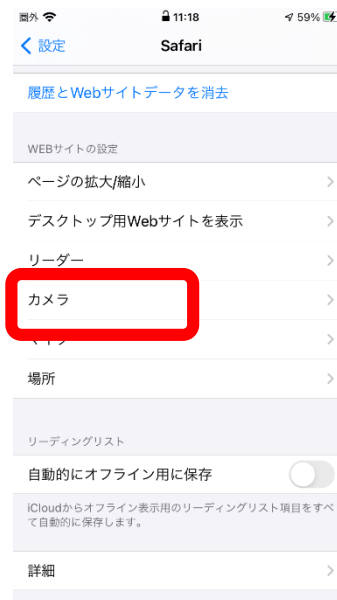 圏外 11:18 59%
設定 Safari
履歴とWebサイトデータを消去
WEBサイトの設定
ページの拡大/縮小
デスクトップ用Webサイトを表示
リーダー
カメラ
場所
リーディングリスト
自動的にオフライン用に保存
iCloudからオフライン表示用のリーディングリスト項目をすべ
て自動的に保存します。
詳細